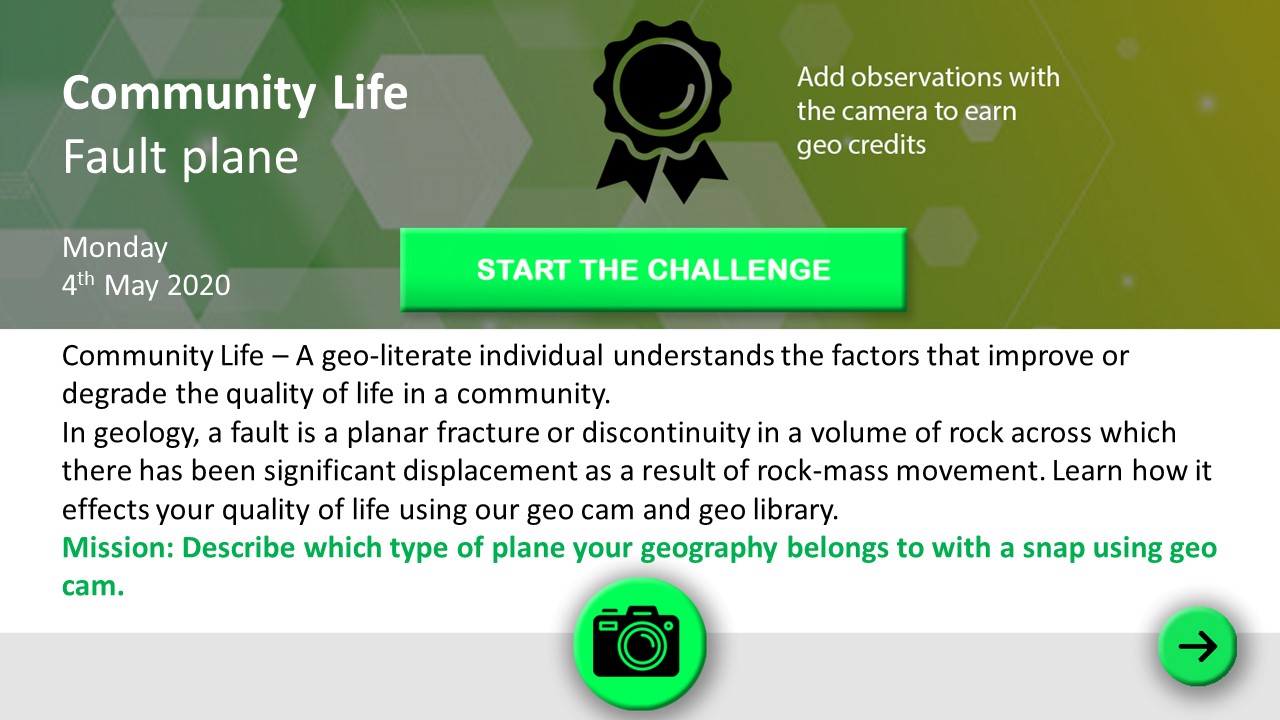 Community Life
Fault plane
Add observations with
the camera to earn
geo credits
Monday
4th May 2020
START THE CHALLENGE
Community Life – A geo-literate individual understands the factors that improve or
degrade the quality of life in a community.
In geology, a fault is a planar fracture or discontinuity in a volume of rock across which
there has been significant displacement as a result of rock-mass movement. Learn how it
effects your quality of life using our geo cam and geo library.
Mission: Describe which type of plane your geography belongs to with a snap using geo
cam.